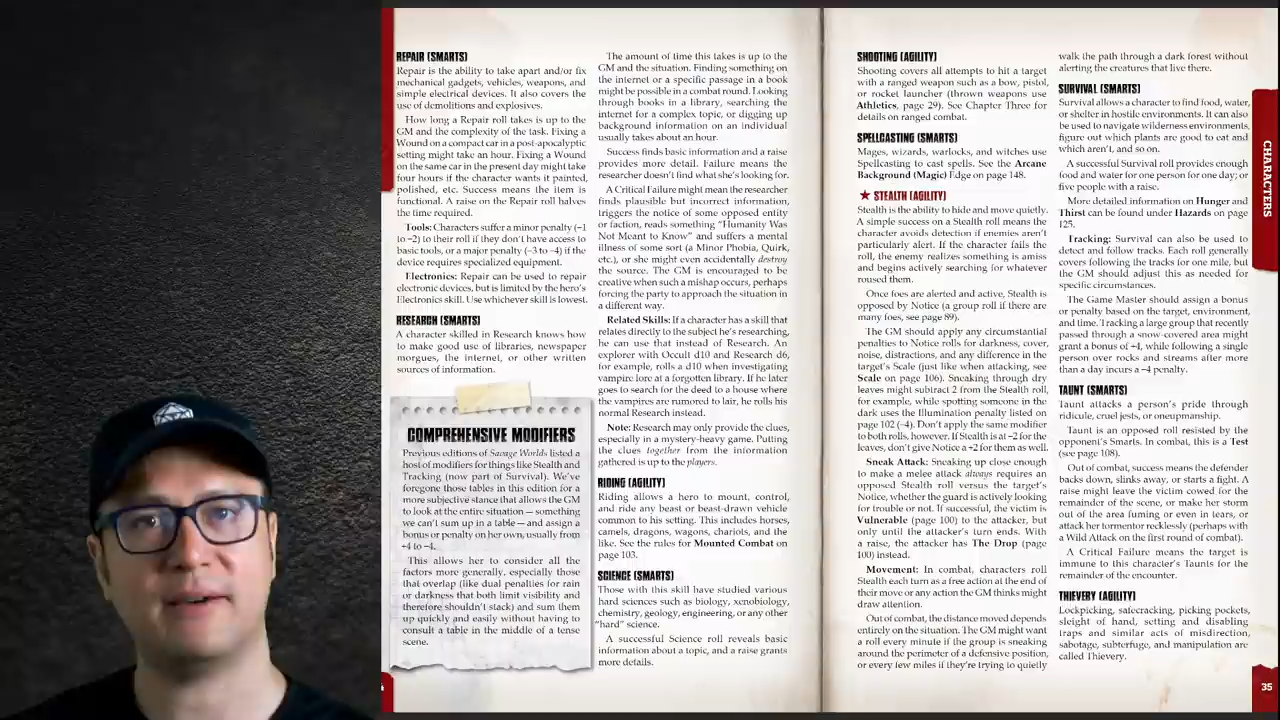 REPAIR (SMARTS)
Repair is the ability to take apart and/or fix
mechanical gadgets, vehicles, weapons, and
simple electrical devices. It also covers the
use of demolitions and explosives.
How long a Repair roll takes is up to the
GM and the complexity of the task. Fixing a
Wound on a compact car in a post-apocalyptic
setting might take an hour. Fixing a Wound
on the same car in the present day might take
four hours if the character wants it painted,
polished, etc. Success means the item is
functional. A raise on the Repair roll halves
the time required.
Tools: Characters suffer a minor penalty (−1
to −2) to their roll if they don't have access to
basic tools, or a major penalty (−3 to −4) if the
device requires specialized equipment.
Electronics: Repair can be used to repair
electronic devices, but is limited by the hero's
Electronics skill. Use whichever skill is lowest.
RESEARCH (SMARTS)
A character skilled in Research knows how
to make good use of libraries, newspaper
morgues, the internet, or other written
sources of information.
COMPREHENSIVE MODIFIERS
Previous editions of Savage Worlds listed a
host of modifiers for things like Stealth and
Tracking (now part of Survival). We've
foregone those tables in this edition for a
more subjective stance that allows the GM
to look at the entire situation—something
we can't sum up in a table—and assign a
bonus or penalty on her own, usually from
+4 to −4.
This allows her to consider all the
factors more generally, especially those
that overlap (like dual penalties for rain
or darkness that both limit visibility and
therefore shouldn't stack) and sum them
up quickly and easily without having to
consult a table in the middle of a tense
scene.
The amount of time this takes is up to the
GM and the situation. Finding something on
the internet or a specific passage in a book
might be possible in a combat round. Looking
through books in a library, searching the
internet for a complex topic, or digging up
background information on an individual
usually takes about an hour.
Success finds basic information and a raise
provides more detail. Failure means the
researcher doesn't find what she's looking for.
A Critical Failure might mean the researcher
finds plausible but incorrect information,
triggers the notice of some opposed entity
or faction, reads something "Humanity Was
Not Meant to Know" and suffers a mental
illness of some sort (a Minor Phobia, Quirk,
etc.), or she might even accidentally destroy
the source. The GM is encouraged to be
creative when such a mishap occurs, perhaps
forcing the party to approach the situation in
a different way.
Related Skills: If a character has a skill that
relates directly to the subject he's researching,
he can use that instead of Research. An
explorer with Occult d10 and Research d6,
for example, rolls a d10 when investigating
vampire lore at a forgotten library. If he later
goes to search for the deed to a house where
the vampires are rumored to lair, he rolls his
normal Research instead.
Note: Research may only provide the clues,
especially in a mystery-heavy game. Putting
the clues together from the information
gathered is up to the players.
RIDING (AGILITY)
Riding allows a hero to mount, control,
and ride any beast or beast-drawn vehicle
common to his setting. This includes horses,
camels, dragons, wagons, chariots, and the
like. See the rules for Mounted Combat on
page 103.
SCIENCE (SMARTS)
Those with this skill have studied various
hard sciences such as biology, xenobiology,
chemistry, geology, engineering, or any other
"hard" science.
A successful Science roll reveals basic
information about a topic, and a raise grants
more details.
SHOOTING (AGILITY)
Shooting covers all attempts to hit a target
with a ranged weapon such as a bow, pistol,
or rocket launcher (thrown weapons use
Athletics, page 29). See Chapter Three for
details on ranged combat.
SPELLCASTING (SMARTS)
Mages, wizards, warlocks, and witches use
Spellcasting to cast spells. See the Arcane
Background (Magic) Edge on page 148.
★ STEALTH (AGILITY)
Stealth is the ability to hide and move quietly.
A simple success on a Stealth roll means the
character avoids detection if enemies aren't
particularly alert. If the character fails the
roll, the enemy realizes something is amiss
and begins actively searching for whatever
roused them.
Once foes are alerted and active, Stealth is
opposed by Notice (a group roll if there are
many foes, see page 89).
The GM should apply any circumstantial
penalties to Notice rolls for darkness, cover,
noise, distractions, and any difference in the
target's Scale (just like when attacking, see
Scale on page 106). Sneaking through dry
leaves might subtract 2 from the Stealth roll,
for example, while spotting someone in the
dark uses the Illumination penalty listed on
page 102 (−4). Don't apply the same modifier
to both rolls, however. If Stealth is at −2 for the
leaves, don't give Notice a +2 for them as well.
Sneak Attack: Sneaking up close enough
to make a melee attack always requires an
opposed Stealth roll versus the target's
Notice, whether the guard is actively looking
for trouble or not. If successful, the victim is
Vulnerable (page 100) to the attacker, but
only until the attacker's turn ends. With
a raise, the attacker has The Drop (page
100) instead.
Movement: In combat, characters roll
Stealth each turn as a free action at the end of
their move or any action the GM thinks might
draw attention.
Out of combat, the distance moved depends
entirely on the situation. The GM might want
a roll every minute if the group is sneaking
around the perimeter of a defensive position,
or every few miles if they're trying to quietly
walk the path through a dark forest without
alerting the creatures that live there.
SURVIVAL (SMARTS)
Survival allows a character to find food, water,
or shelter in hostile environments. It can also
be used to navigate wilderness environments,
figure out which plants are good to eat and
which aren't, and so on.
A successful Survival roll provides enough
food and water for one person for one day; or
five people with a raise.
More detailed information on Hunger and
Thirst can be found under Hazards on page
125.
Tracking: Survival can also be used to
detect and follow tracks. Each roll generally
covers following the tracks for one mile, but
the GM should adjust this as needed for
specific circumstances.
The Game Master should assign a bonus
or penalty based on the target, environment,
and time. Tracking a large group that recently
passed through a snow-covered area might
grant a bonus of +4, while following a single
person over rocks and streams after more
than a day incurs a −4 penalty.
TAUNT (SMARTS)
Taunt attacks a person's pride through
ridicule, cruel jests, or oneupmanship.
Taunt is an opposed roll resisted by the
opponent's Smarts. In combat, this is a Test
(see page 108).
Out of combat, success means the defender
backs down, slinks away, or starts a fight. A
raise might leave the victim cowed for the
remainder of the scene, or make her storm
out of the area fuming or even in tears, or
attack her tormentor recklessly (perhaps with
a Wild Attack on the first round of combat).
A Critical Failure means the target is
immune to this character's Taunts for the
remainder of the encounter.
THIEVERY (AGILITY)
Lockpicking, safecracking, picking pockets,
sleight of hand, setting and disabling
traps and similar acts of misdirection,
sabotage, subterfuge, and manipulation are
called Thievery.
CHARACTERS
35